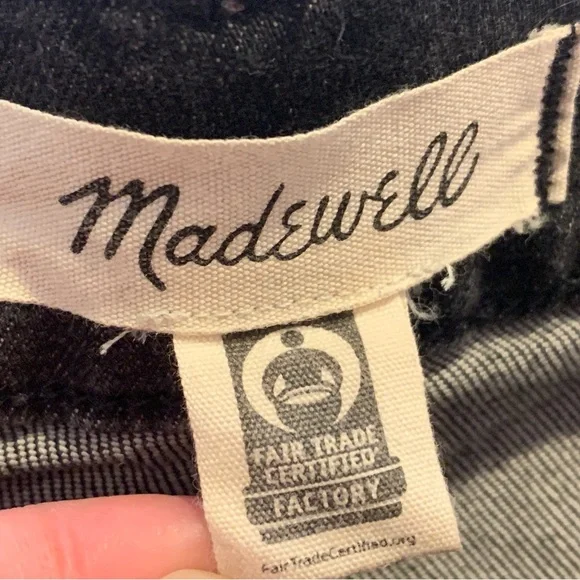 Madewell
FAIR TRADE
CERTIFIED
FACTORY
FairTradeCertified.org